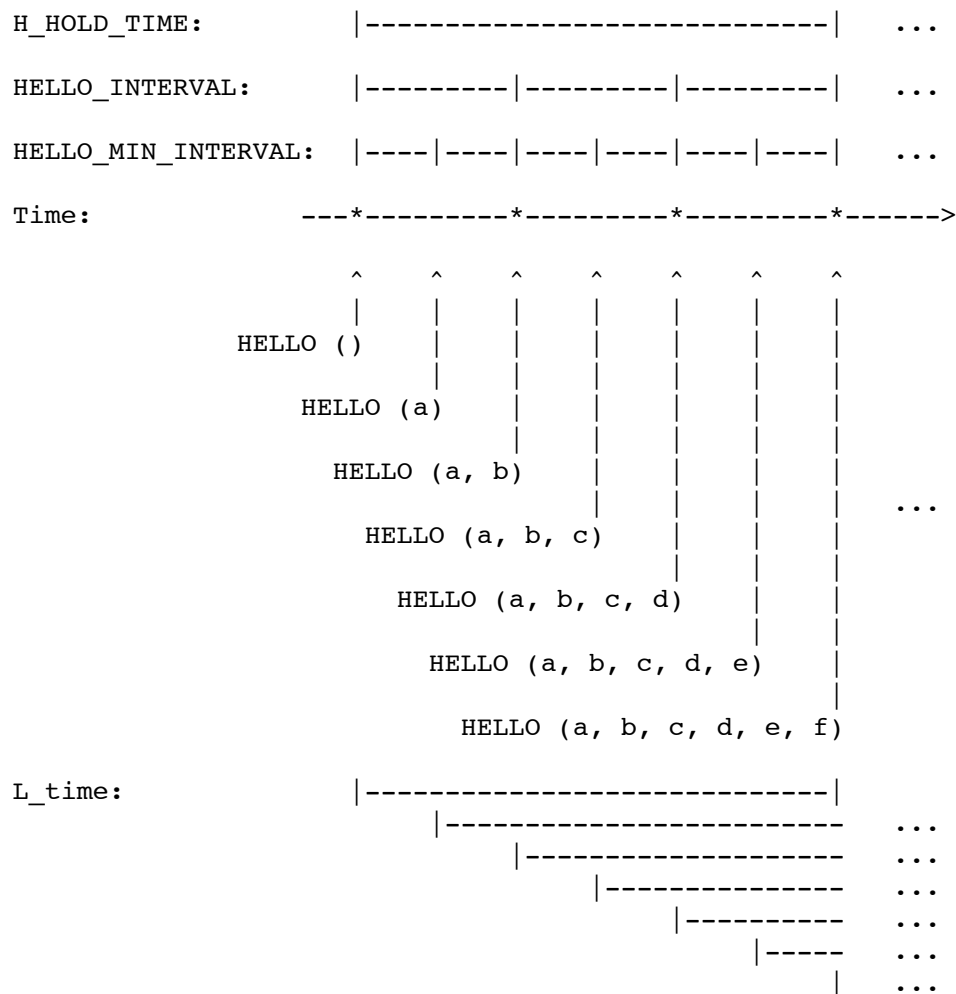 H_HOLD_TIME:         |-----------------------------|   ...
HELLO_INTERVAL:      |---------|---------|---------|   ...
HELLO_MIN_INTERVAL:  |----|----|----|----|----|----|   ...
Time:             ---*---------*---------*---------*------>
                     ^    ^    ^    ^    ^    ^    ^
                     |    |    |    |    |    |    |
              HELLO ()    |    |    |    |    |    |
                          |    |    |    |    |    |
                  HELLO (a)    |    |    |    |    |
                               |    |    |    |    |
                    HELLO (a, b)    |    |    |    |
                                    |    |    |    |   ...
                      HELLO (a, b, c)    |    |    |
                                         |    |    |
                        HELLO (a, b, c, d)    |    |
                                              |    |
                          HELLO (a, b, c, d, e)    |
                                                   |
                            HELLO (a, b, c, d, e, f)
L_time:              |-----------------------------|
                          |-------------------------   ...
                               |--------------------   ...
                                    |---------------   ...
                                         |----------   ...
                                              |-----   ...
                                                   |   ...